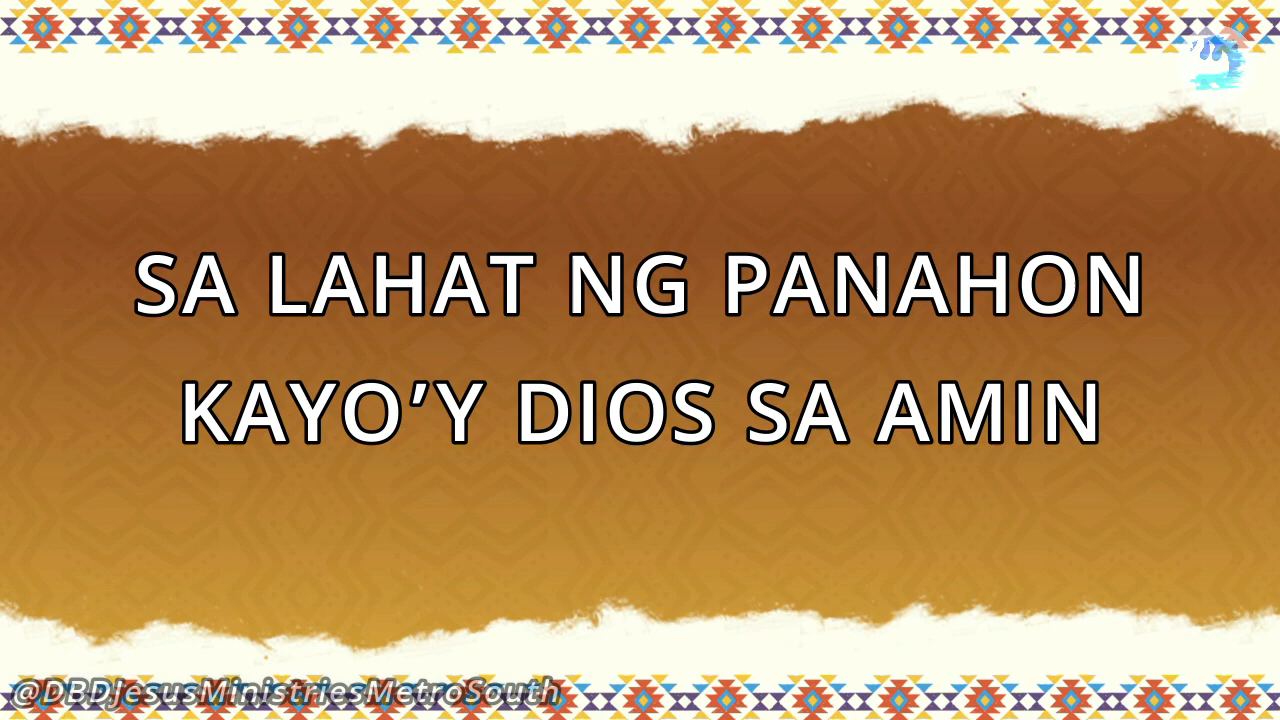 SA LAHAT NG PANAHON
KAYO’Y DIOS SA AMIN
@DBDJesusMinistriesMetroSouth